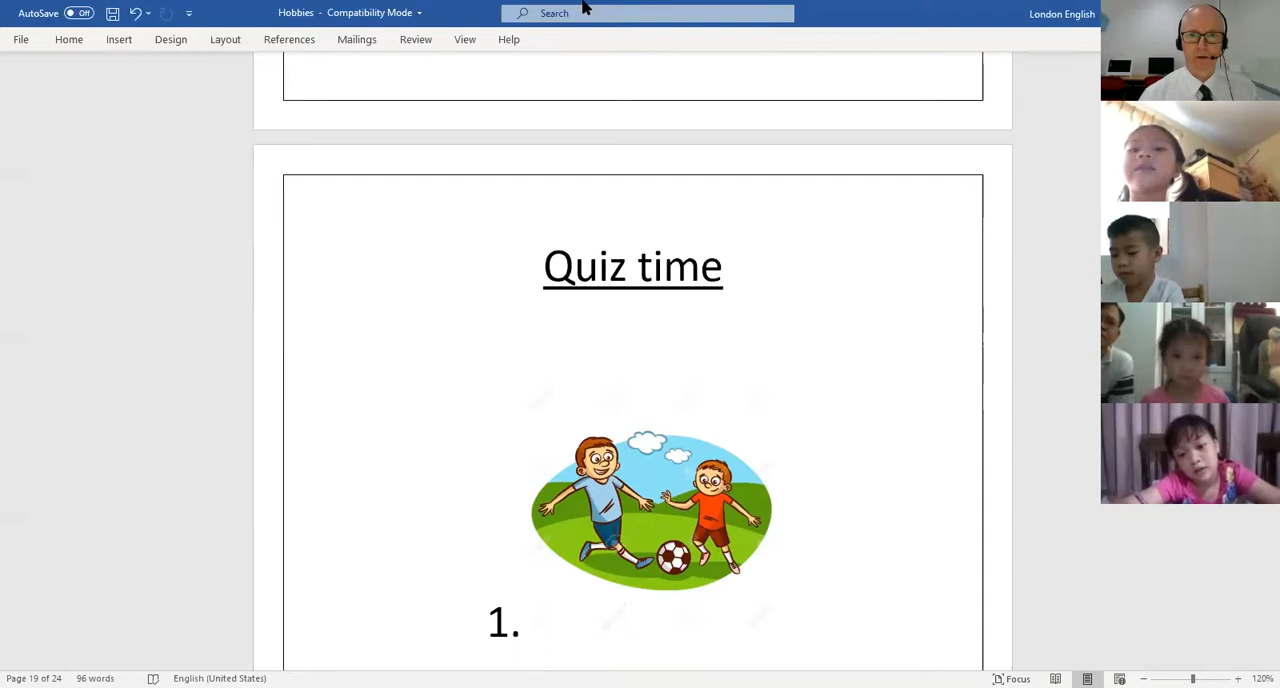 AutoSave Off Hobbies - Compatibility Mode Search London English
File Home Insert Design Layout References Mailings Review View Help
Quiz time
1.
Page 19 of 24 96 words English (United States) Focus 120%